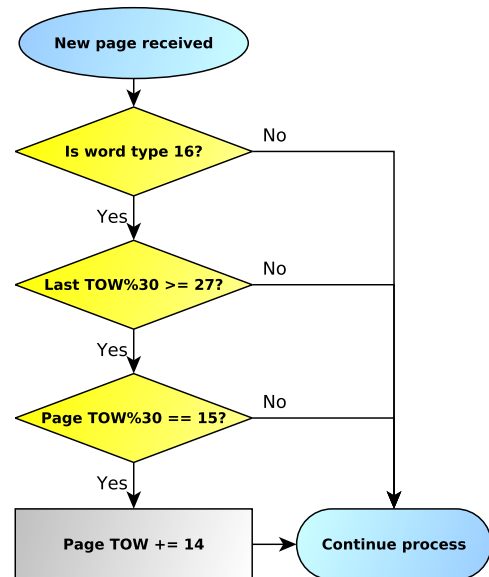 New page received
Is word type 16?
No
Yes
Last TOW%30 >= 27?
No
Yes
Page TOW%30 == 15?
No
Yes
Page TOW += 14
Continue process